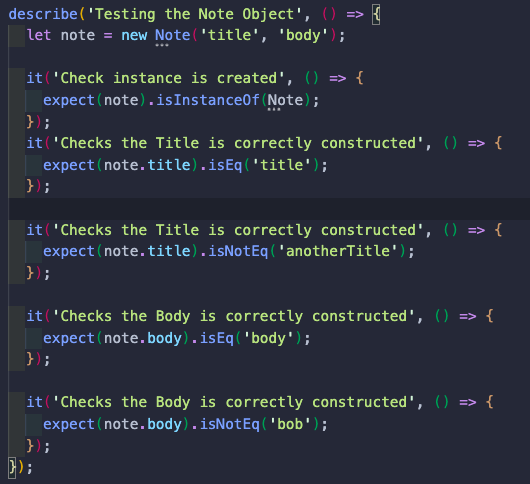 describe('Testing the Note Object', () => {
  let note = new Note('title', 'body');

  it('Check instance is created', () => {
    expect(note).isInstanceOf(Note);
  });
  it('Checks the Title is correctly constructed', () => {
    expect(note.title).isEq('title');
  });

  it('Checks the Title is correctly constructed', () => {
    expect(note.title).isNotEq('anotherTitle');
  });

  it('Checks the Body is correctly constructed', () => {
    expect(note.body).isEq('body');
  });

  it('Checks the Body is correctly constructed', () => {
    expect(note.body).isNotEq('bob');
  });
});